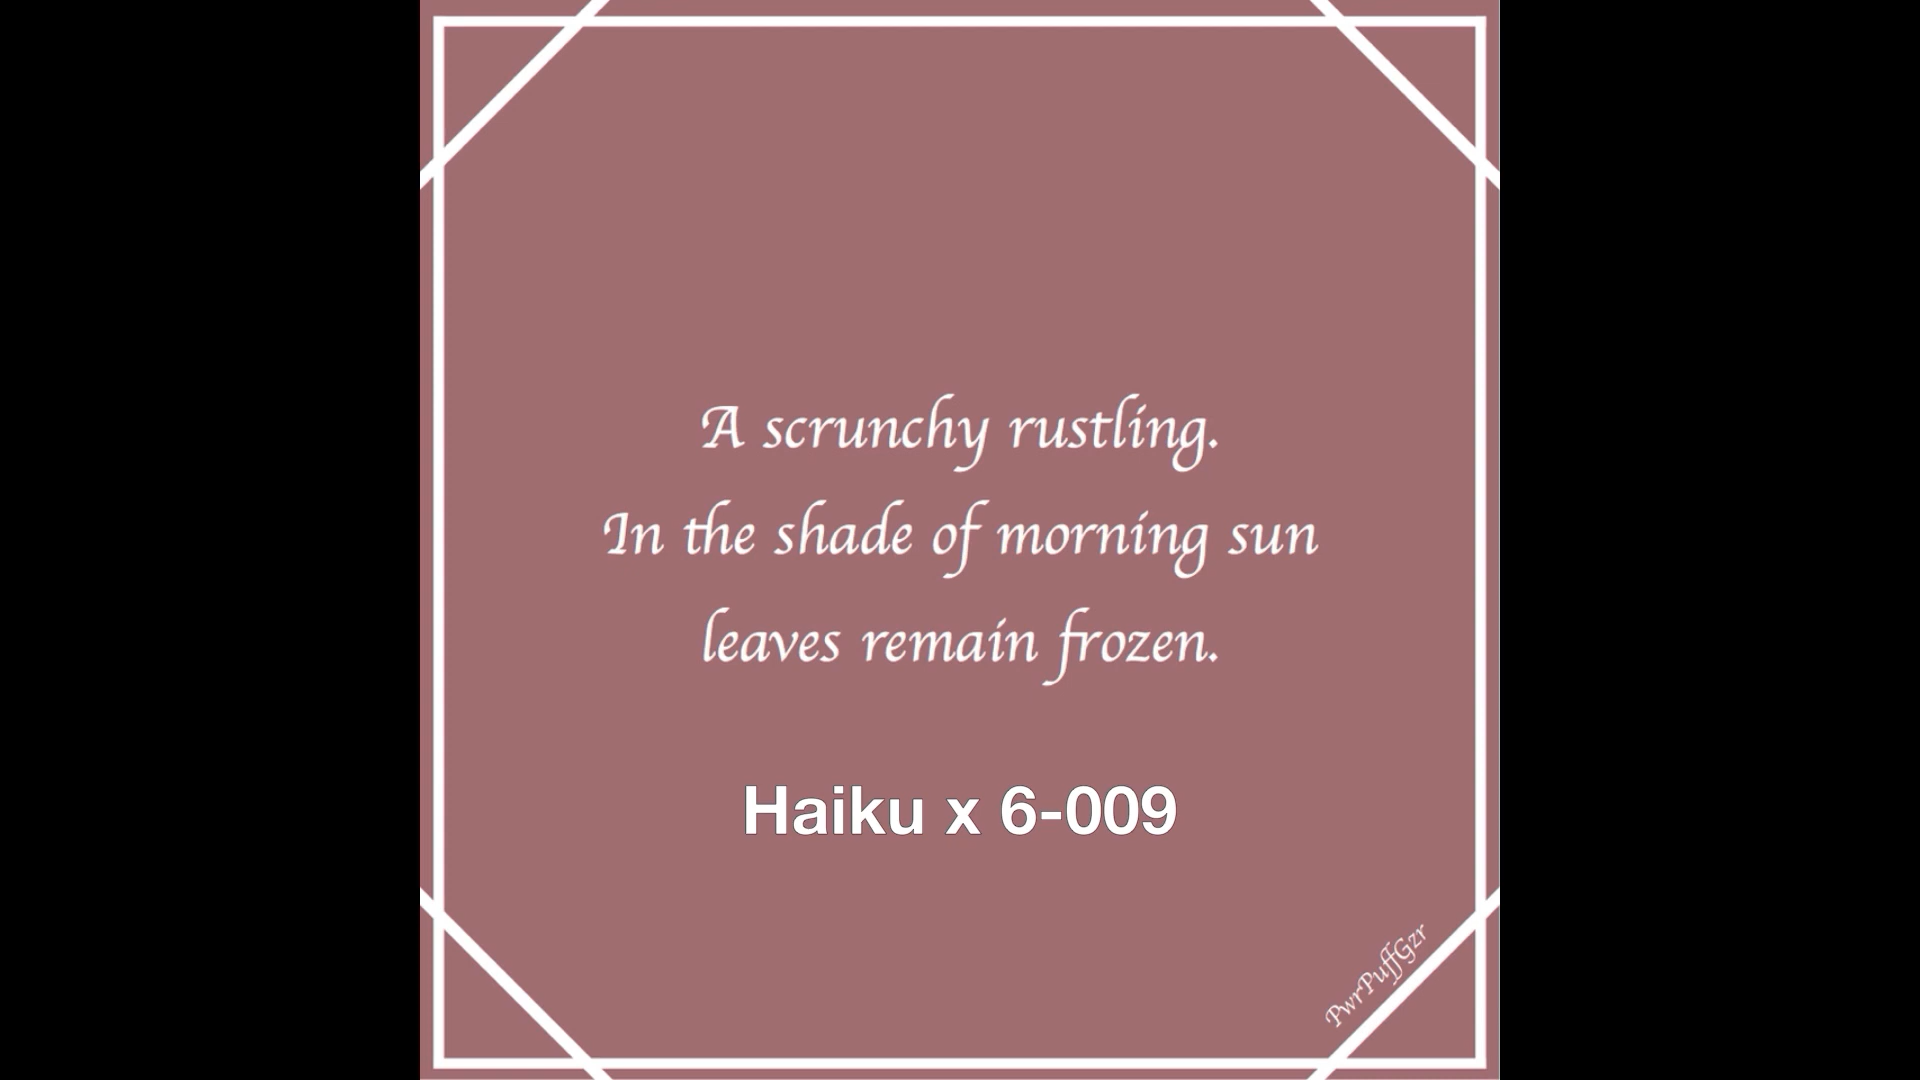 A scrunchy rustling.
In the shade of morning sun
leaves remain frozen.
Haiku x 6-009
PwrPuffGzr